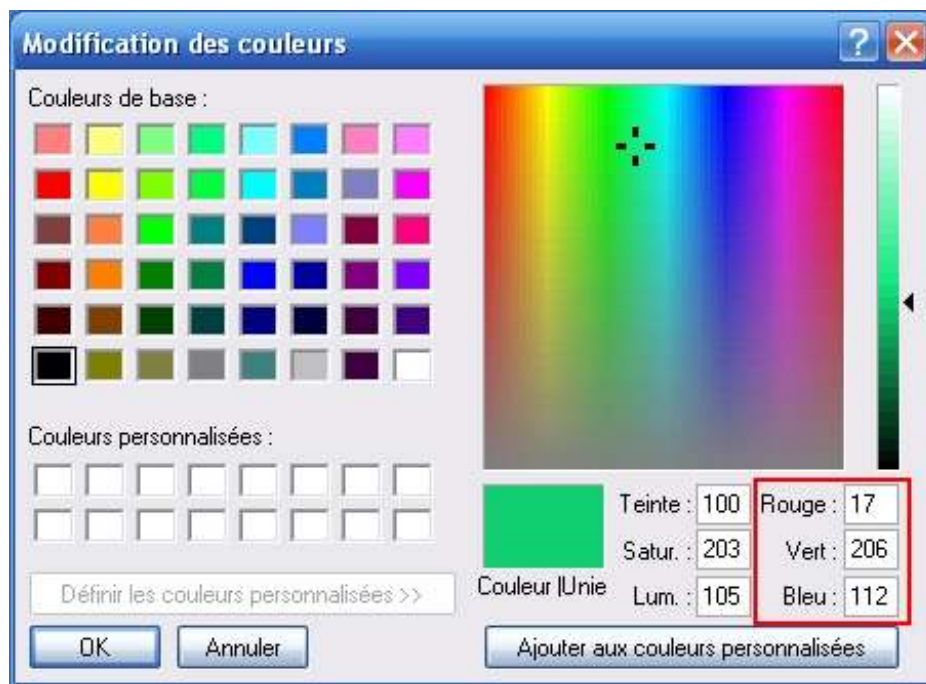 Modification des couleurs
Couleurs de base :
Couleurs personnalisées :
Définir les couleurs personnalisées >>
OK Annuler
Couleur |Unie
Teinte : 100 Rouge : 17
Satur. : 203 Vert : 206
Lum. : 105 Bleu : 112
Ajouter aux couleurs personnalisées